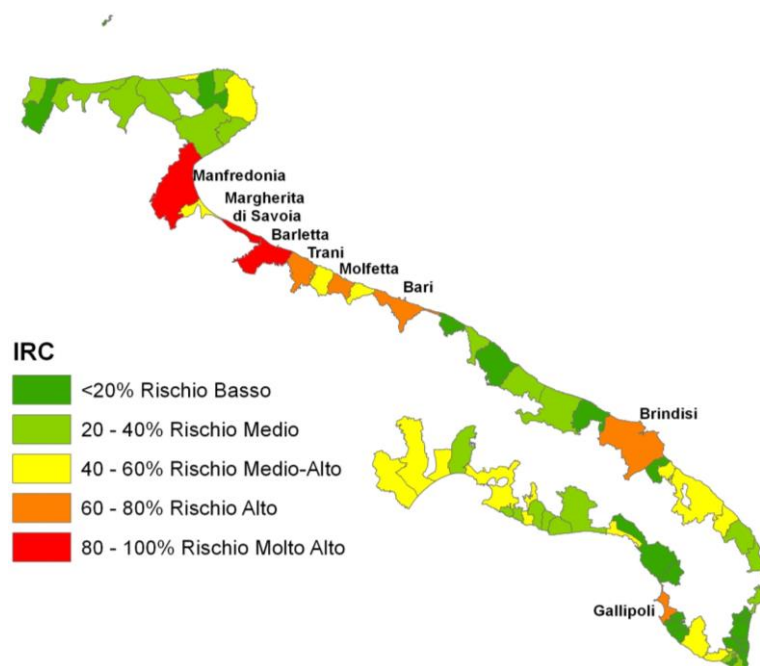 Manfredonia
Margherita
di Savoia
Barletta
Trani
Molfetta
Bari
IRC
<20% Rischio Basso
20 - 40% Rischio Medio
40 - 60% Rischio Medio-Alto
60 - 80% Rischio Alto
80 - 100% Rischio Molto Alto
Brindisi
Gallipoli